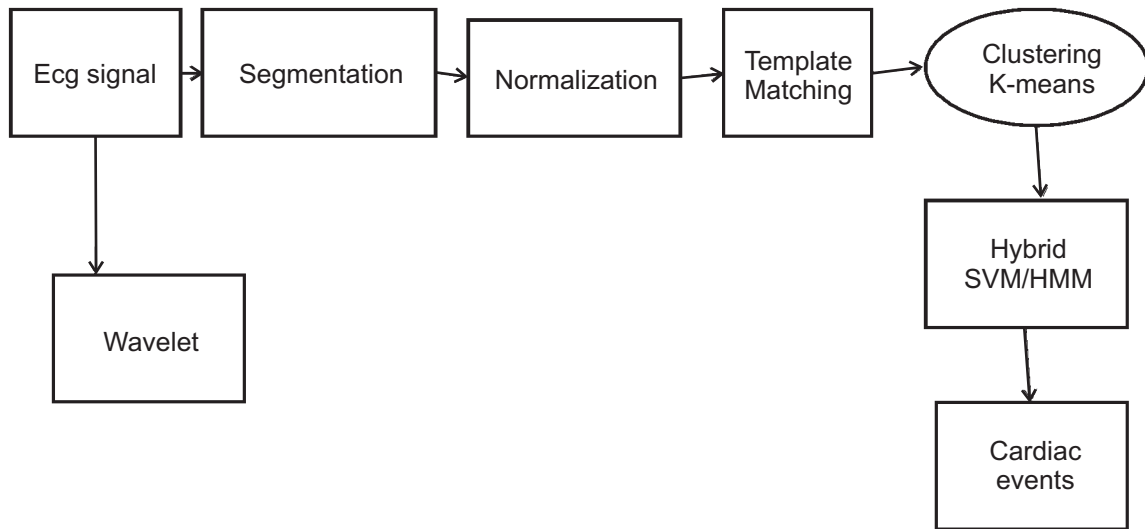 Ecg signal
Segmentation
Normalization
Template
Matching
Clustering
K-means
Hybrid
SVM/HMM
Wavelet
Cardiac
events